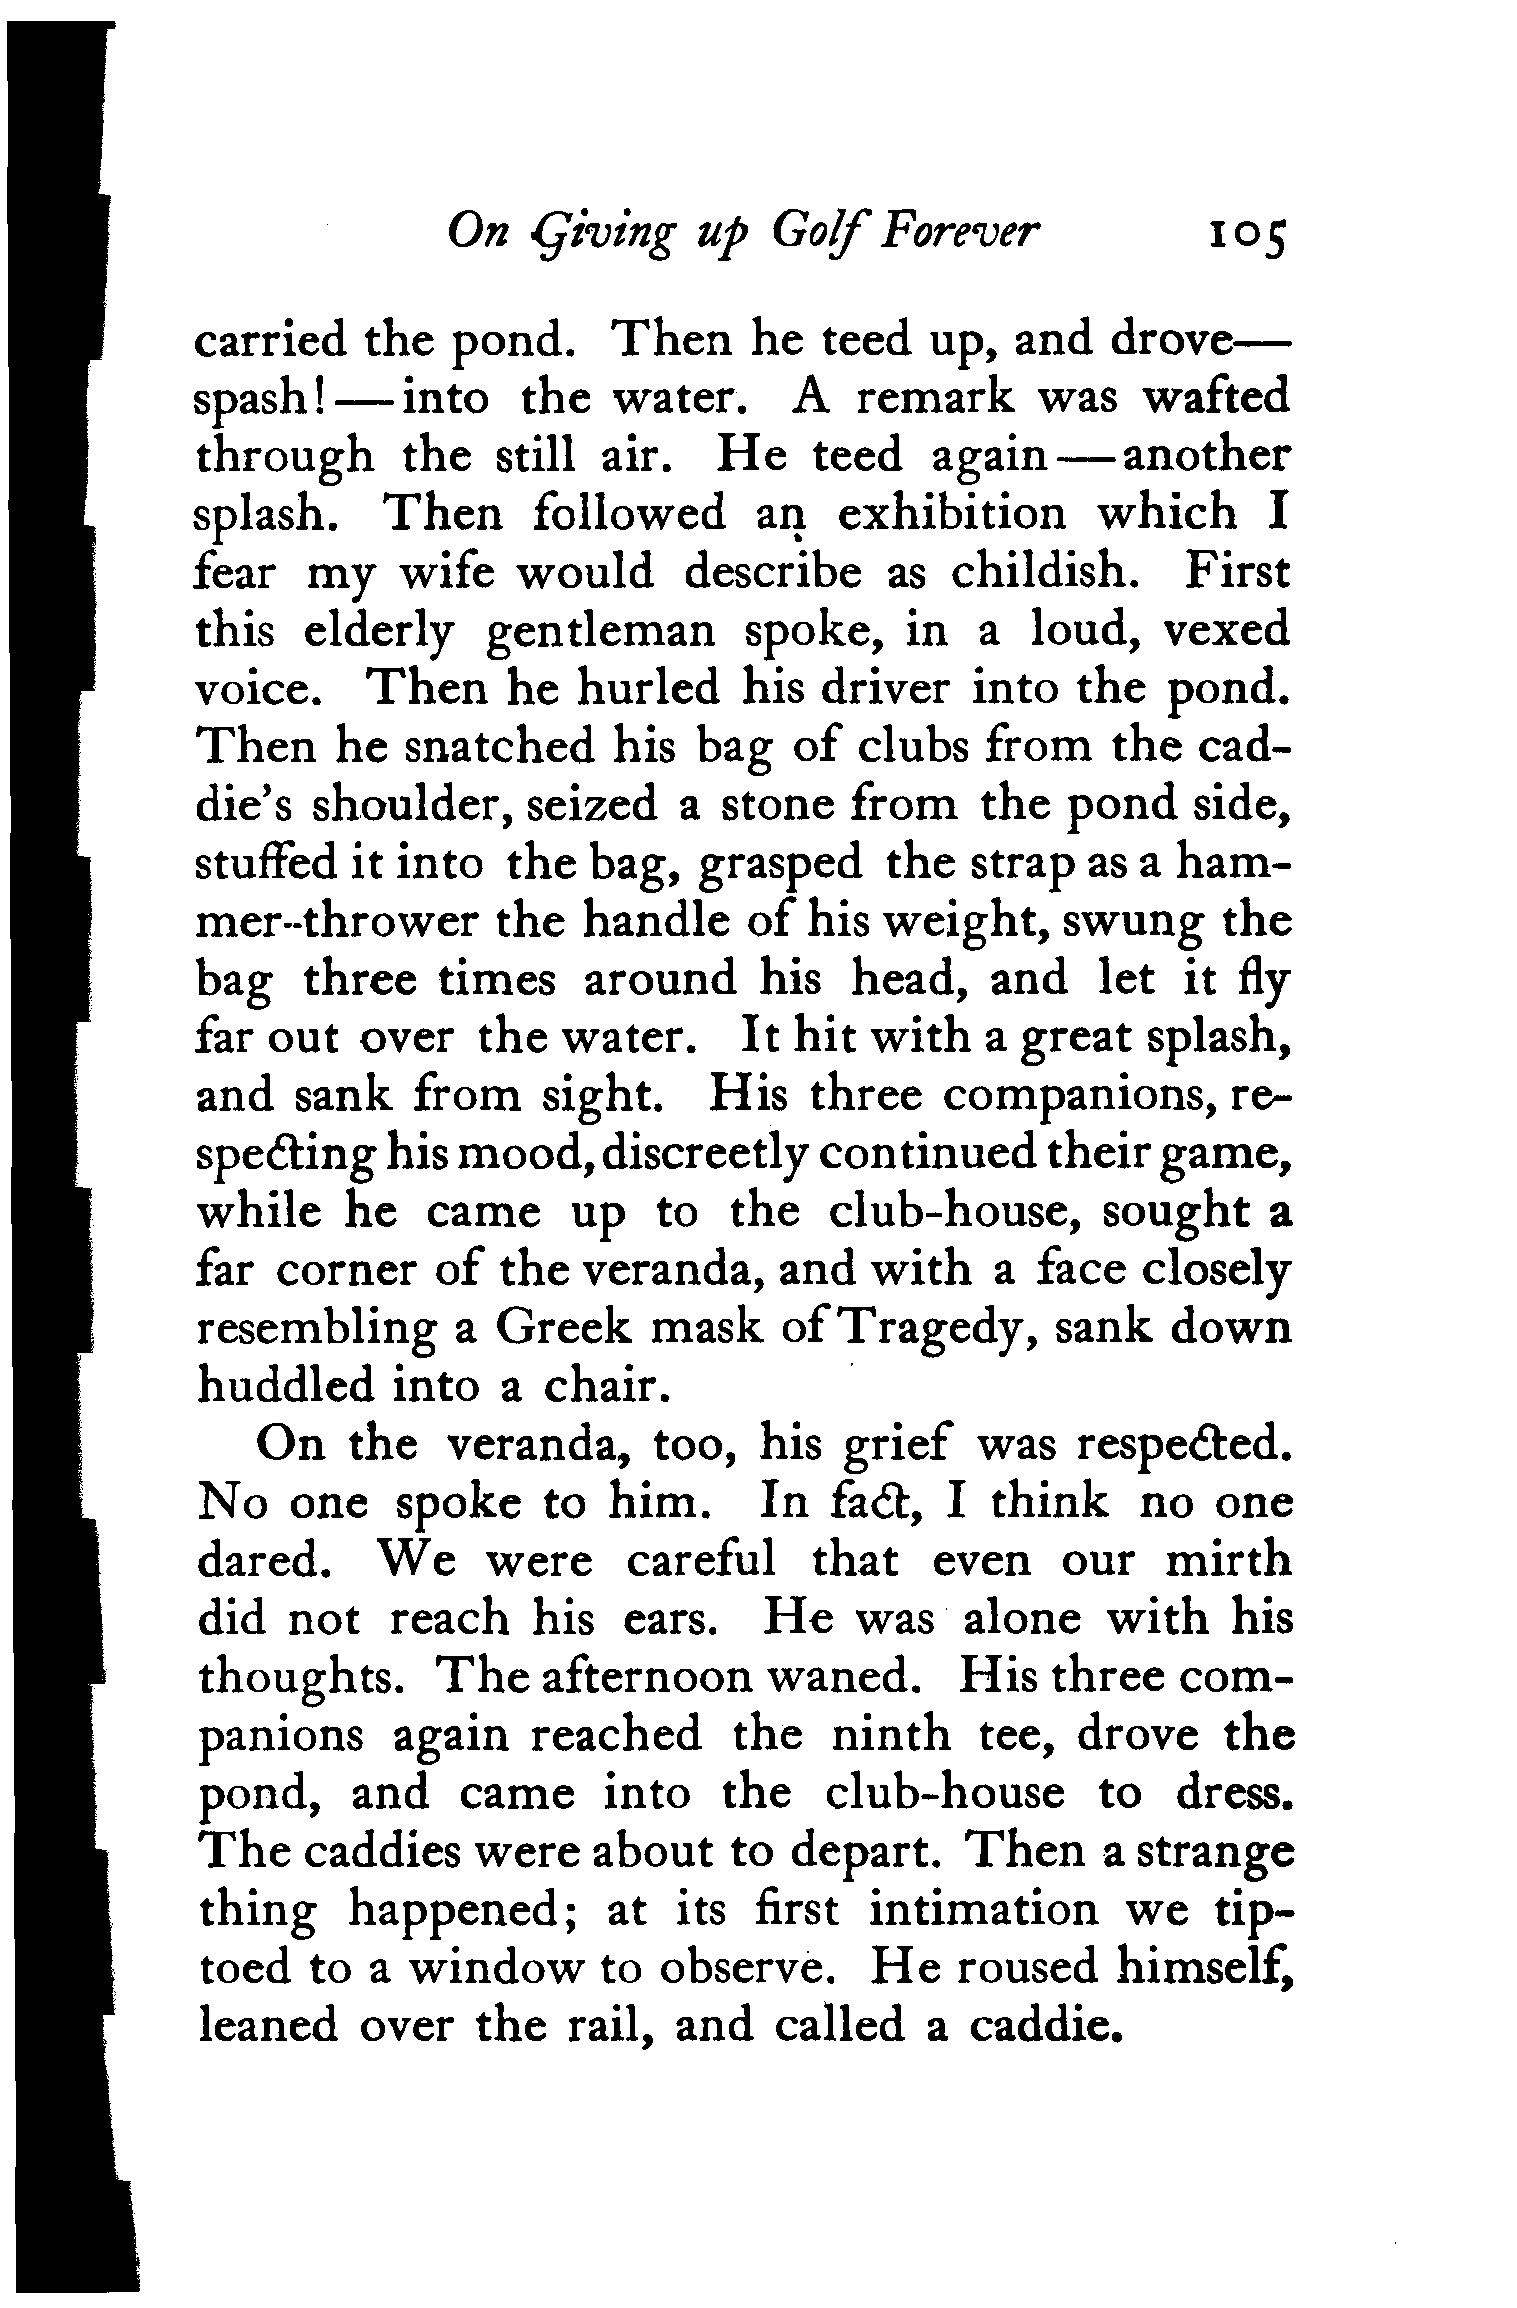 On Giving up Golf Forever 105
carried the pond. Then he teed up, and drove—
spash!—into the water. A remark was wafted
through the still air. He teed again—another
splash. Then followed an exhibition which I
fear my wife would describe as childish. First
this elderly gentleman spoke, in a loud, vexed
voice. Then he hurled his driver into the pond.
Then he snatched his bag of clubs from the cad-
die's shoulder, seized a stone from the pond side,
stuffed it into the bag, grasped the strap as a ham-
mer-thrower the handle of his weight, swung the
bag three times around his head, and let it fly
far out over the water. It hit with a great splash,
and sank from sight. His three companions, re-
specting his mood, discreetly continued their game,
while he came up to the club-house, sought a
far corner of the veranda, and with a face closely
resembling a Greek mask of Tragedy, sank down
huddled into a chair.
On the veranda, too, his grief was respected.
No one spoke to him. In fact, I think no one
dared. We were careful that even our mirth
did not reach his ears. He was alone with his
thoughts. The afternoon waned. His three com-
panions again reached the ninth tee, drove the
pond, and came into the club-house to dress.
The caddies were about to depart. Then a strange
thing happened; at its first intimation we tip-
toed to a window to observe. He roused himself,
leaned over the rail, and called a caddie.